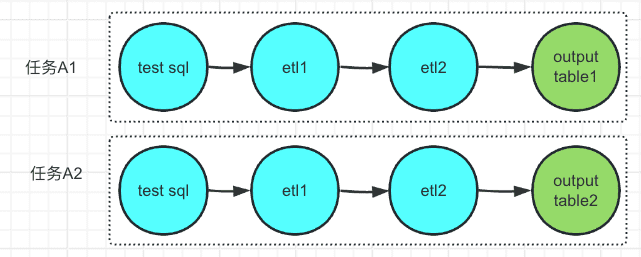 任务A1
test sql
etl1
etl2
output
table1
任务A2
test sql
etl1
etl2
output
table2